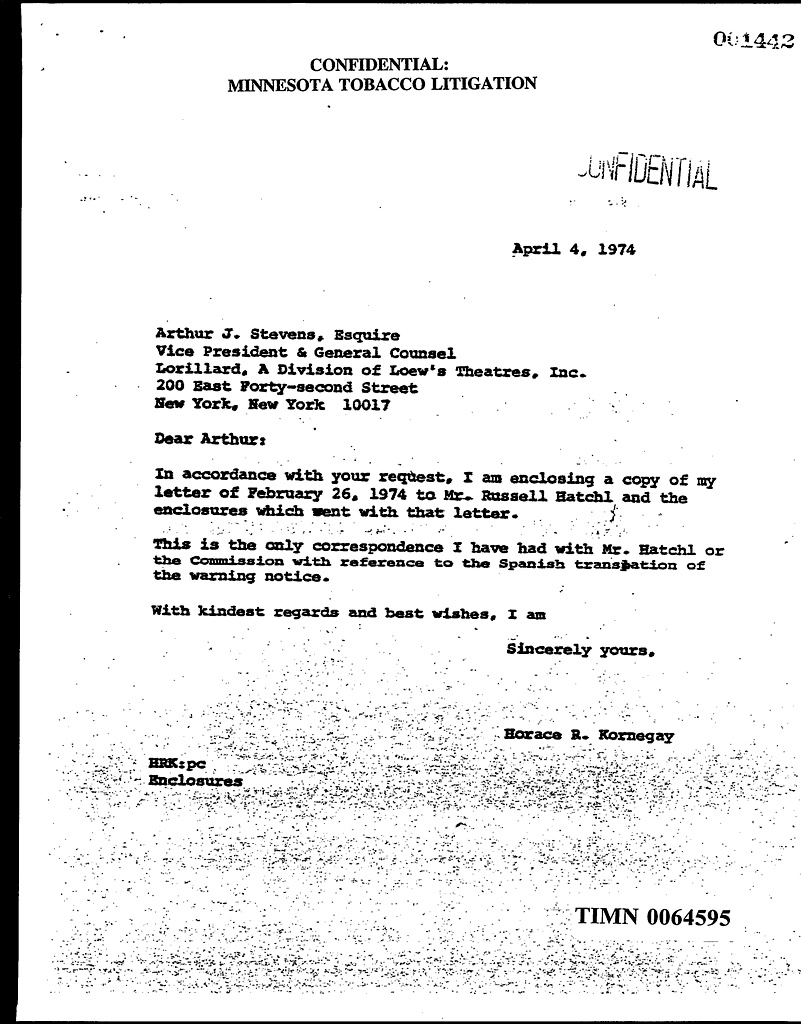 001442
CONFIDENTIAL:
MINNESOTA TOBACCO LITIGATION
CONFIDENTIAL
April 4, 1974
Arthur J. Stevens, Esquire
Vice President & General Counsel
Lorillard, A Division of Loew's Theatres, Inc.
200 East Forty-second Street
New York, New York 10017
Dear Arthur:
In accordance with your request, I am enclosing a copy of my
letter of February 26, 1974 to Mr. Russell Hatchl and the
enclosures which went with that letter.
This is the only correspondence I have had with Mr. Hatchl or
the Commission with reference to the Spanish translation of
the warning notice.
With kindest regards and best wishes, I am
Sincerely yours,
Horace R. Kornegay
HRK:pc
Enclosures
TIMN 0064595